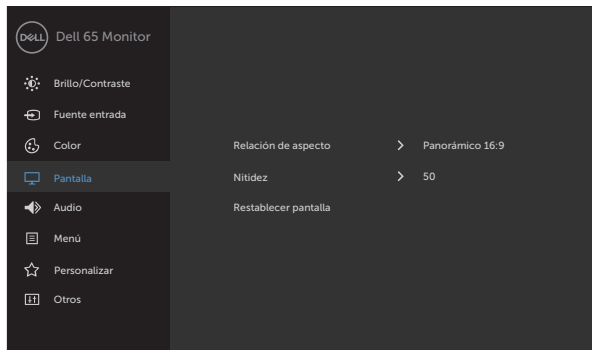 DELL Dell 65 Monitor
Brillo/Contraste
Fuente entrada
Color
Relación de aspecto > Panorámico 16:9
Pantalla
Nitidez > 50
Audio
Restablecer pantalla
Menú
Personalizar
Otros